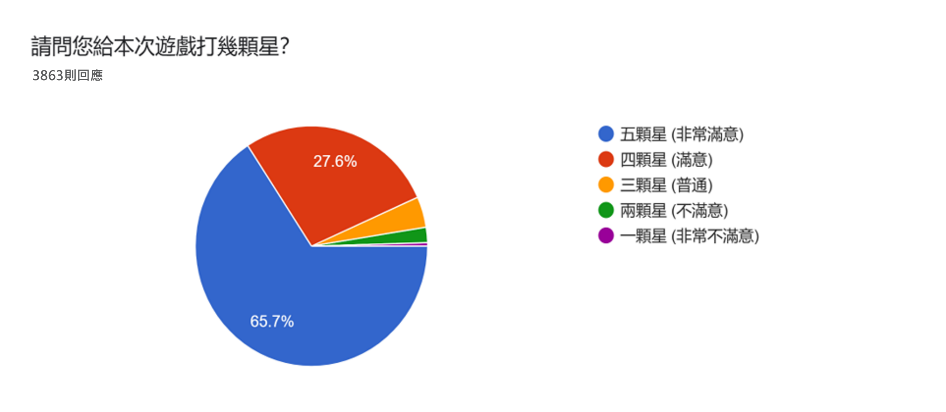 請問您給本次遊戲打幾顆星?
3863則回應
27.6%
65.7%
五顆星 (非常滿意)
四顆星 (滿意)
三顆星 (普通)
兩顆星 (不滿意)
一顆星 (非常不滿意)